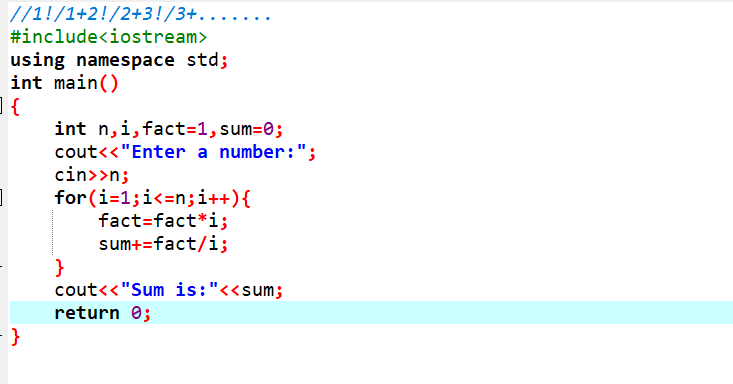 //1!/1+2!/2+3!/3+.......
#include<iostream>
using namespace std;
int main()
{
    int n,i,fact=1,sum=0;
    cout<<"Enter a number:";
    cin>>n;
    for(i=1;i<=n;i++){
        fact=fact*i;
        sum+=fact/i;
    }
    cout<<"Sum is:"<<sum;
    return 0;
}